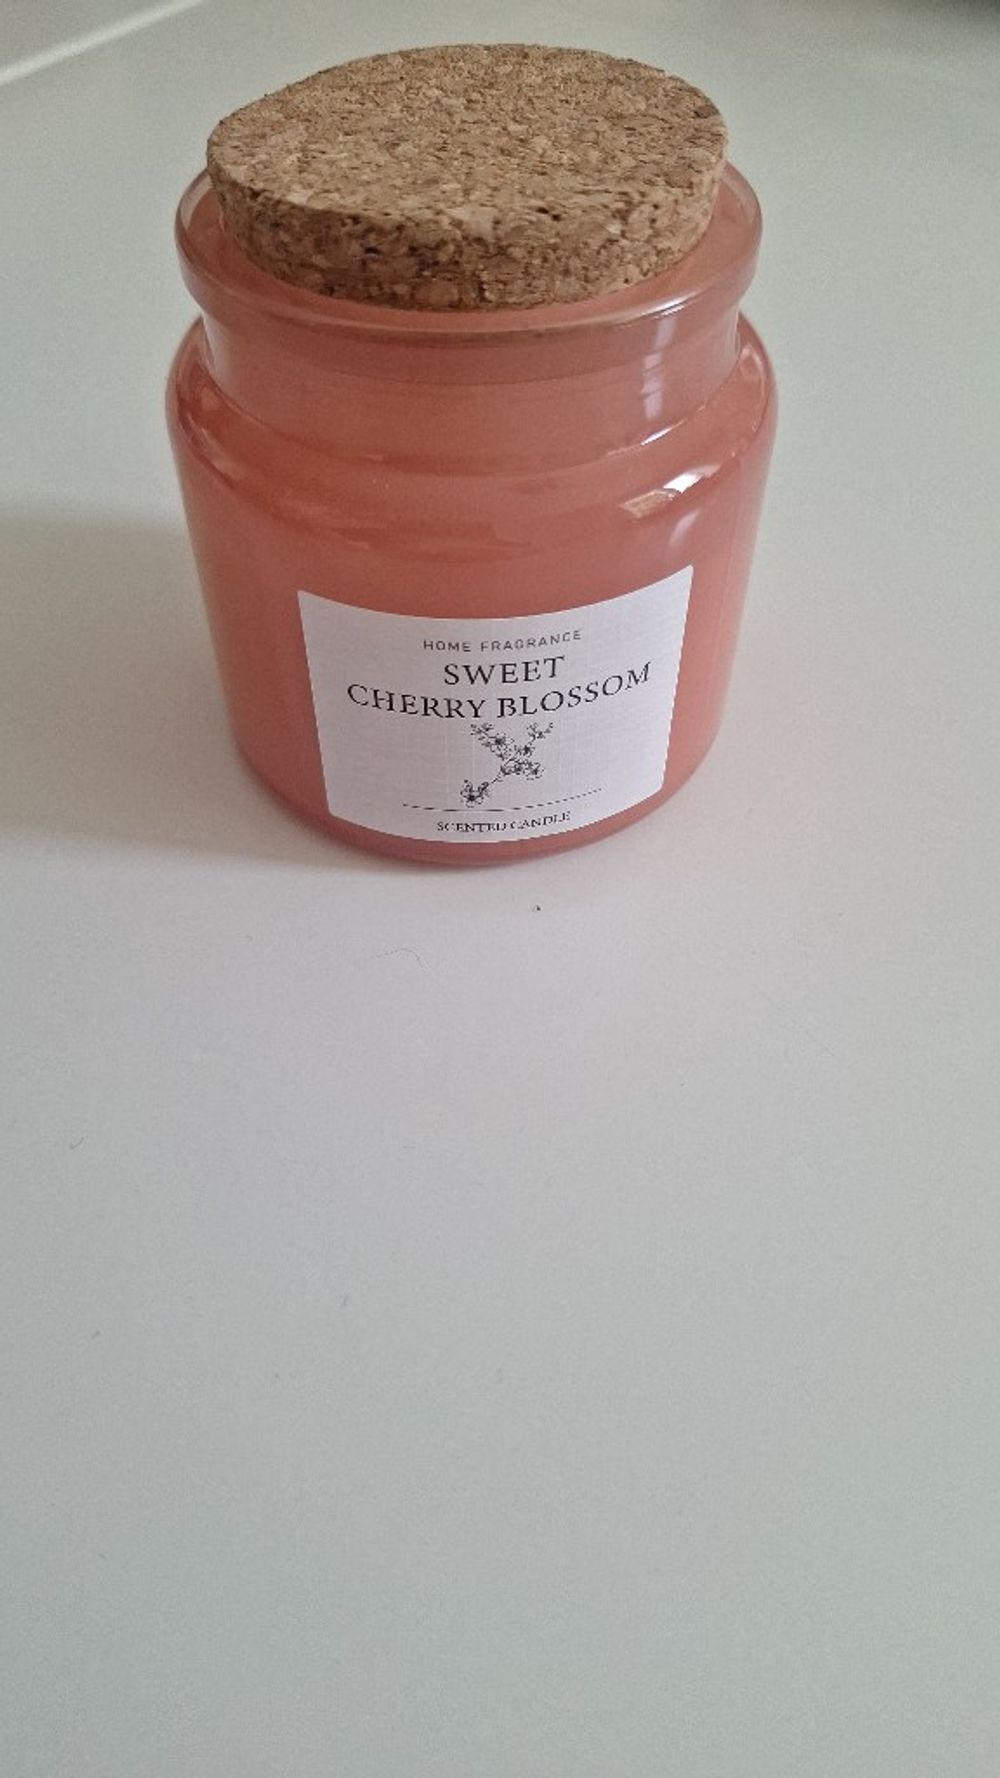 HOME FRAGRANCE
SWEET
CHERRY BLOSSOM
SCENTED CANDLE